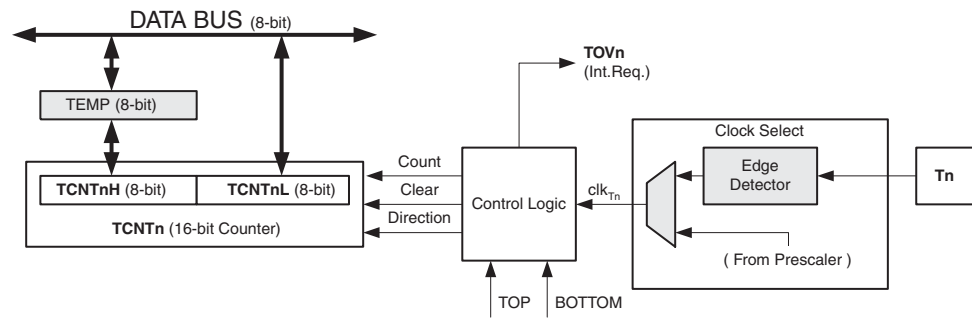 DATA BUS (8-bit)
TOVn
(Int.Req.)
TEMP (8-bit)
Clock Select
Count
Edge
Detector
Tn
TCNTnH (8-bit) TCNTnL (8-bit)
Clear
Control Logic
clkTn
TCNTn (16-bit Counter)
Direction
( From Prescaler )
TOP
BOTTOM